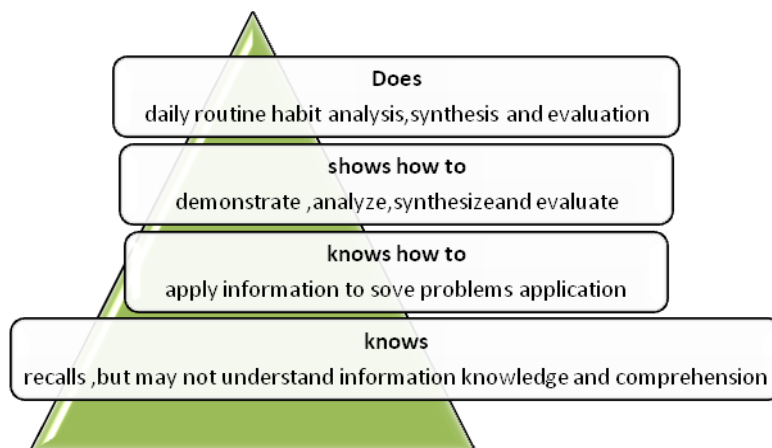 Does
daily routine habit analysis,synthesis and evaluation
shows how to
demonstrate ,analyze,synthesizeand evaluate
knows how to
apply information to sove problems application
knows
recalls ,but may not understand information knowledge and comprehension